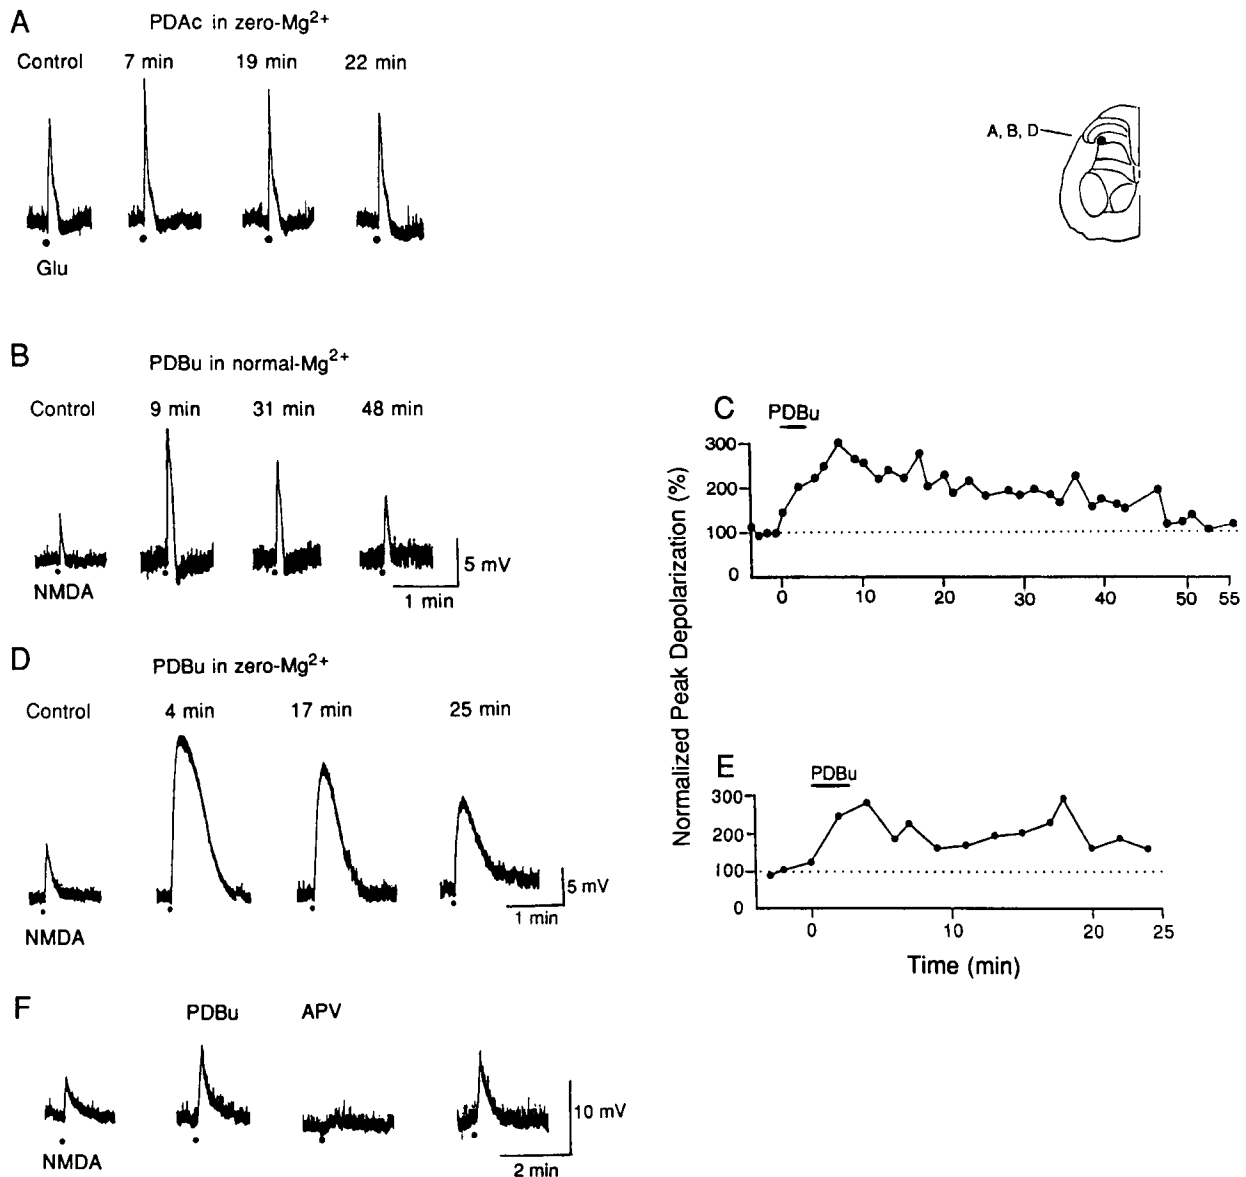 A
PDAc in zero-Mg2+
Control 7 min 19 min 22 min
Glu
A, B, D
B
PDBu in normal-Mg2+
Control 9 min 31 min 48 min
NMDA
5 mV
1 min
C
PDBu
300
200
100
0
0 10 20 30 40 50 55
D
PDBu in zero-Mg2+
Control 4 min 17 min 25 min
NMDA
5 mV
1 min
Normalized Peak Depolarization (%)
E
PDBu
300
200
100
0
0 10 20 25
Time (min)
F
PDBu APV
NMDA
10 mV
2 min